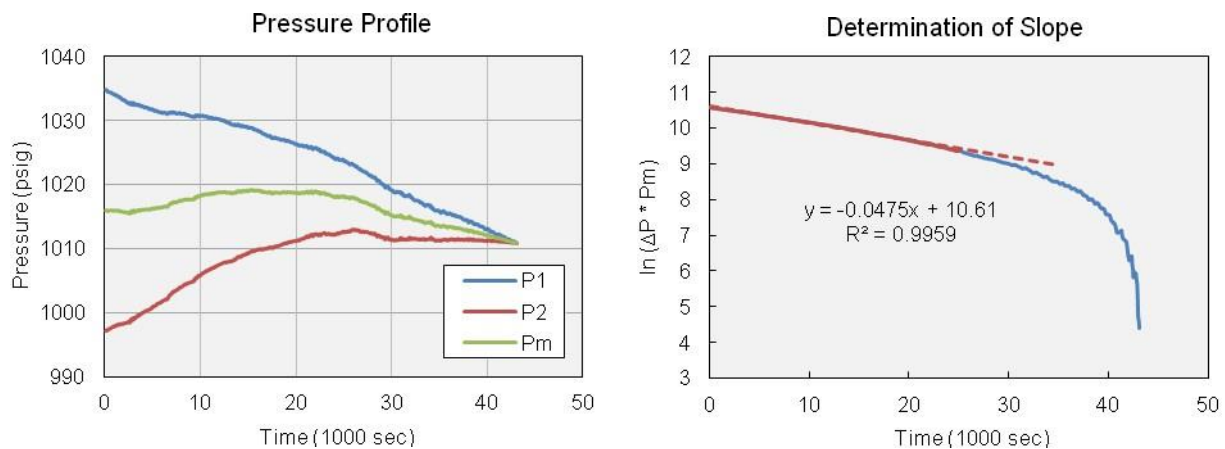 Pressure Profile
1040
1030
1020
1010
1000
990
Pressure (psig)
0 10 20 30 40 50
Time (1000 sec)
P1
P2
Pm
Determination of Slope
12
11
10
9
8
7
6
5
4
3
ln (ΔP * Pm)
y = -0.0475x + 10.61
R² = 0.9959
0 10 20 30 40 50
Time (1000 sec)